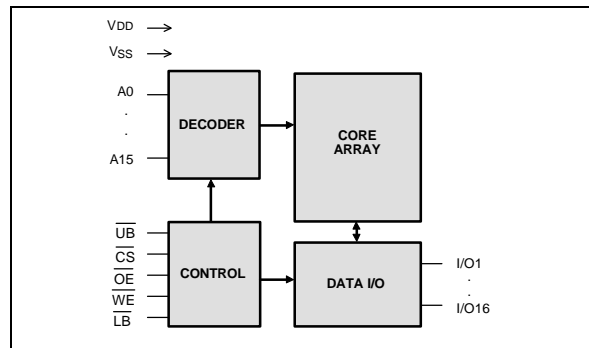 VDD
VSS
A0
.
.
A15
DECODER
CORE
ARRAY
UB
CS
OE
WE
LB
CONTROL
DATA I/O
I/O1
.
.
I/O16